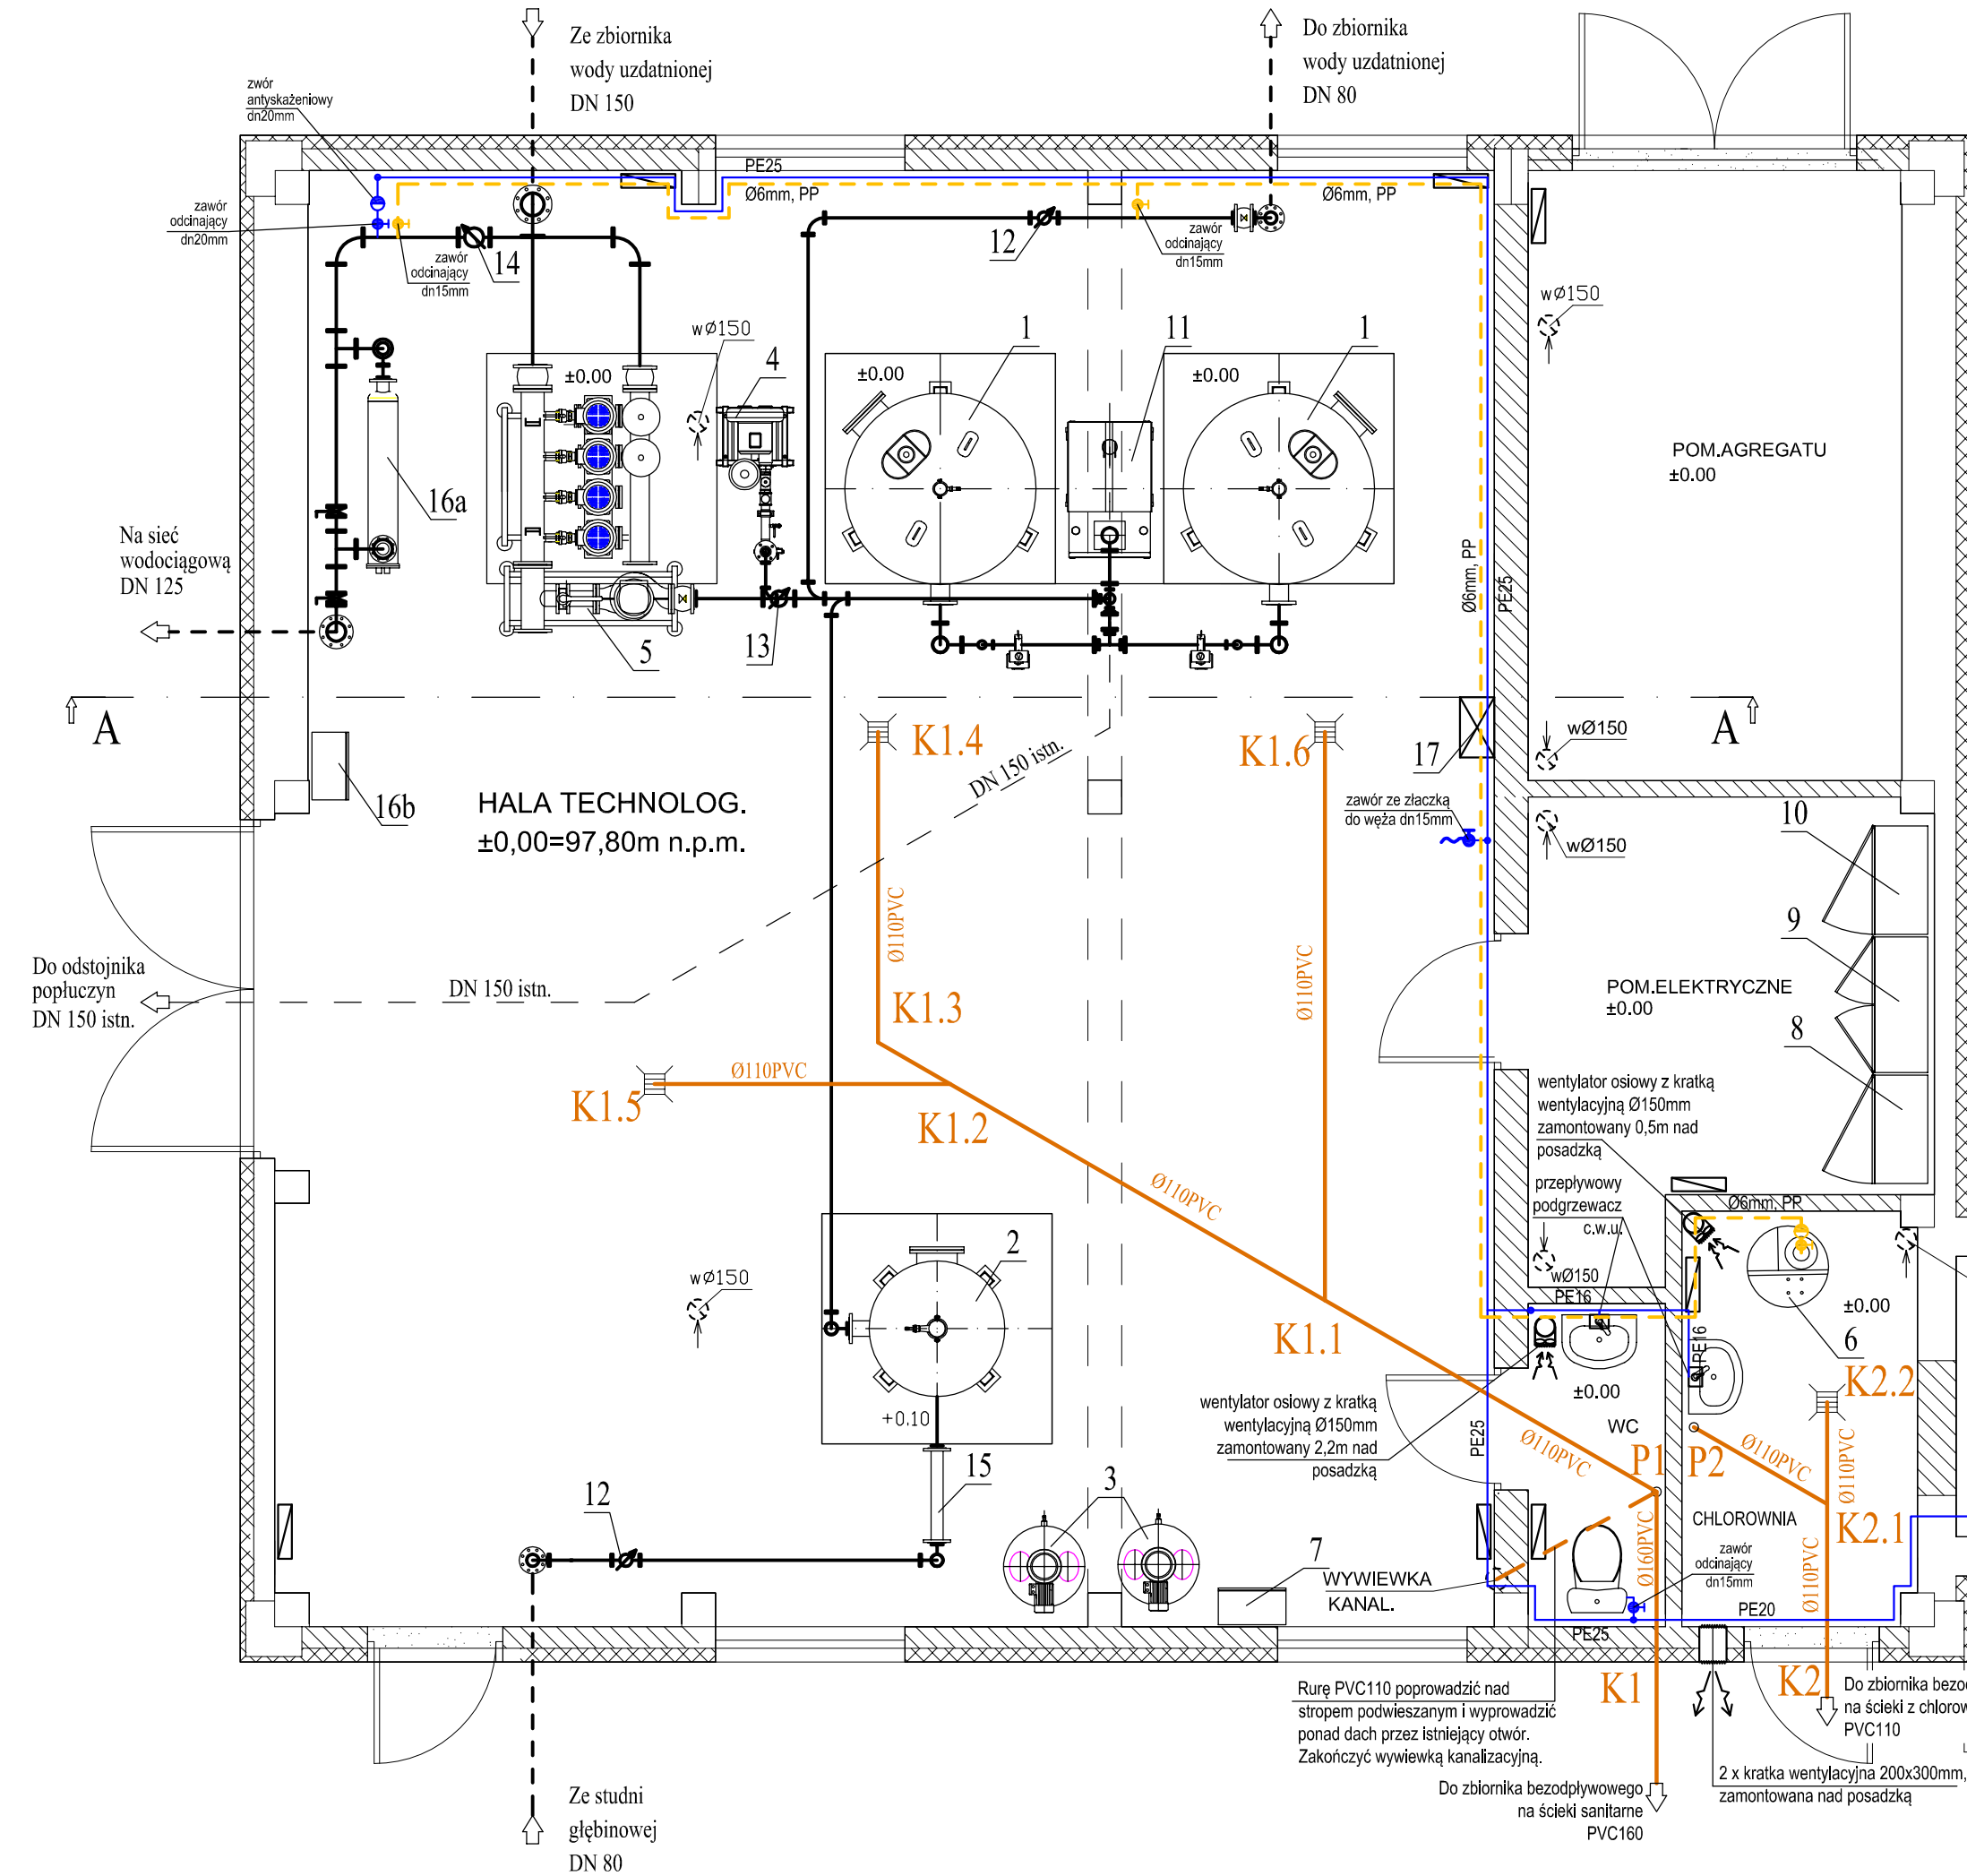 Ze zbiornika
wody uzdatnionej
DN 150
Do zbiornika
wody uzdatnionej
DN 80
zwór
antyskażeniowy
dn20mm
PE25
Ø6mm, PP
Ø6mm, PP
zawór
odcinający
dn20mm
zawór
odcinający
dn15mm
14
12
zawór
odcinający
dn15mm
wØ150
wØ150
4
1
11
1
±0.00
±0.00
±0.00
POM.AGREGATU
±0.00
16a
Na sieć
wodociągową
DN 125
Ø6mm, PP
PE25
5
13
A
A
K1.4
K1.6
17
wØ150
DN 150 istn.
16b
HALA TECHNOLOG.
±0,00=97,80m n.p.m.
zawór ze złaczką
do węża dn15mm
wØ150
10
9
8
Ø110PVC
Ø110PVC
Do odstojnika
popłuczyn
DN 150 istn.
DN 150 istn.
K1.3
POM.ELEKTRYCZNE
±0.00
K1.5
Ø110PVC
K1.2
wentylator osiowy z kratką
wentylacyjną Ø150mm
zamontowany 0,5m nad
posadzką
Ø110PVC
przepływowy
podgrzewacz
c.w.u.
Ø6mm, PP
2
wØ150
wØ150
PE16
±0.00
6
K1.1
PE16
K2.2
+0.10
±0.00
wentylator osiowy z kratką
wentylacyjną Ø150mm
zamontowany 2,2m nad
posadzką
PE25
WC
Ø110PVC
P1
P2
Ø110PVC
Ø110PVC
15
12
3
7
CHLOROWNIA
K2.1
zawór
odcinający
dn15mm
Ø160PVC
Ø110PVC
WYWIEWKA
KANAL.
PE20
PE25
K1
K2
Rurę PVC110 poprowadzić nad
stropem podwieszanym i wyprowadzić
ponad dach przez istniejący otwór.
Zakończyć wywiewką kanalizacyjną.
Do zbiornika bezo
na ścieki z chlorow
PVC110
2 x kratka wentylacyjna 200x300mm,
zamontowana nad posadzką
Do zbiornika bezodpływowego
na ścieki sanitarne
PVC160
Ze studni
głębinowej
DN 80